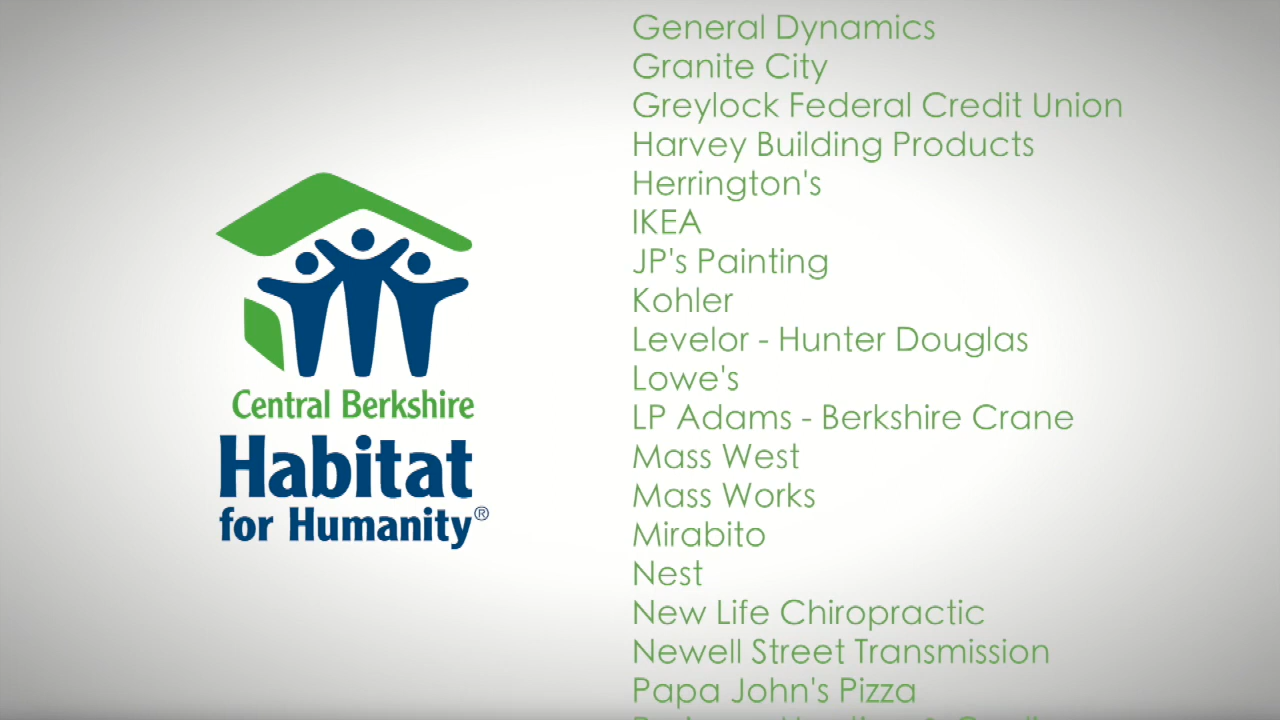 Central Berkshire
Habitat
for Humanity®
General Dynamics
Granite City
Greylock Federal Credit Union
Harvey Building Products
Herrington's
IKEA
JP's Painting
Kohler
Levelor - Hunter Douglas
Lowe's
LP Adams - Berkshire Crane
Mass West
Mass Works
Mirabito
Nest
New Life Chiropractic
Newell Street Transmission
Papa John's Pizza